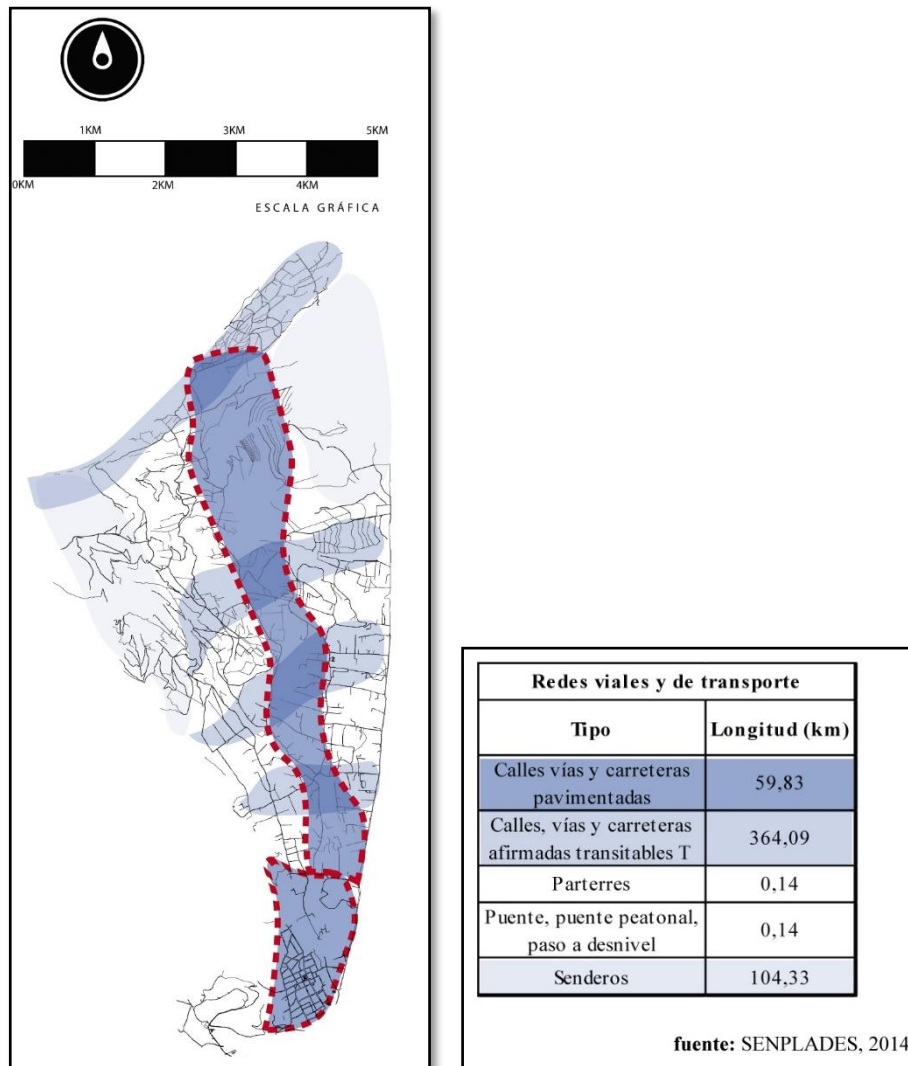 1KM 3KM 5KM
0KM 2KM 4KM
ESCALA GRÁFICA
Redes viales y de transporte
Tipo Longitud (km)
Calles vías y carreteras
pavimentadas 59,83
Calles, vías y carreteras
afirmadas transitables T 364,09
Parterres 0,14
Puente, puente peatonal,
paso a desnivel 0,14
Senderos 104,33
fuente: SENPLADES, 2014